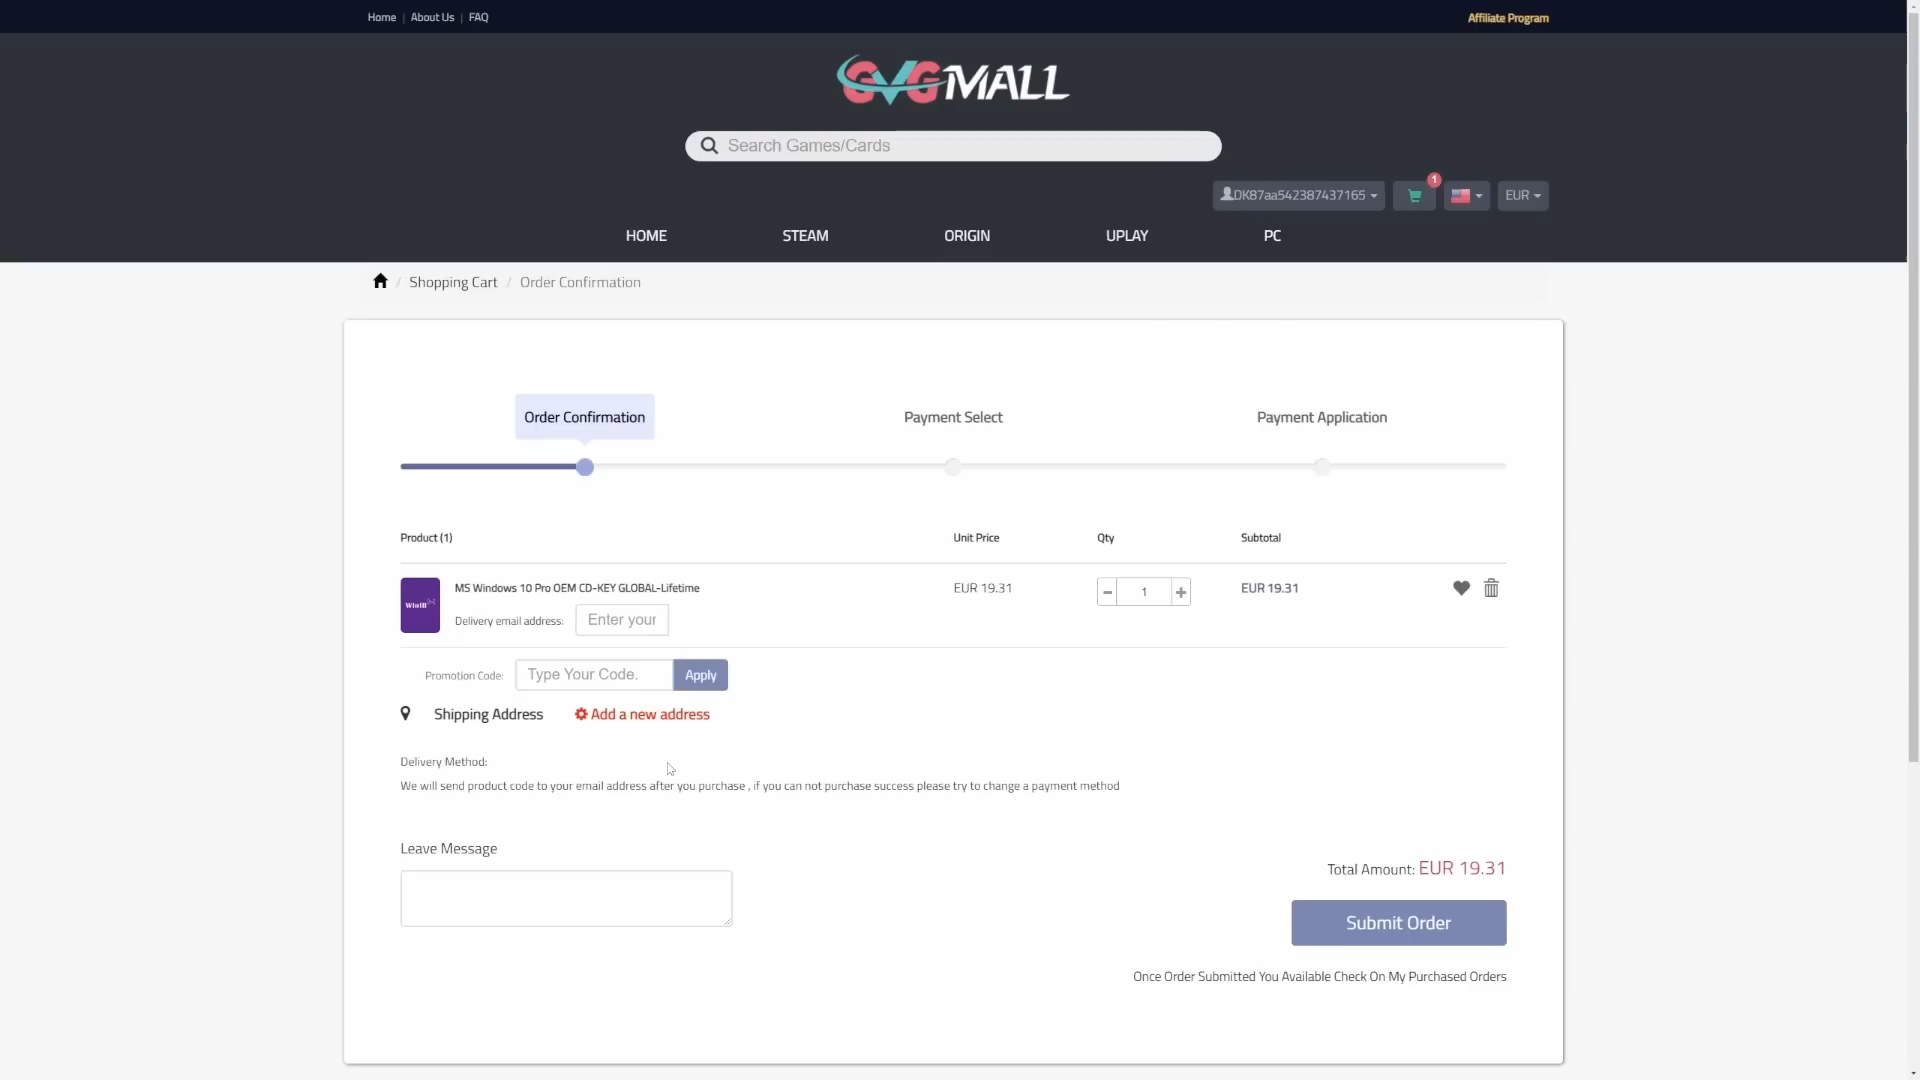 Home | About Us | FAQ
Affiliate Program
GVGMALL
Search Games/Cards
DK87aa542387437165
1
EUR
HOME
STEAM
ORIGIN
UPLAY
PC
/ Shopping Cart / Order Confirmation
Order Confirmation
Payment Select
Payment Application
Product (1)
Unit Price
Qty
Subtotal
MS Windows 10 Pro OEM CD-KEY GLOBAL-Lifetime
EUR 19.31
- 1 +
EUR 19.31
Win10
Delivery email address:
Enter your
Promotion Code:
Type Your Code.
Apply
Shipping Address
Add a new address
Delivery Method:
We will send product code to your email address after you purchase , if you can not purchase success please try to change a payment method
Leave Message
Total Amount: EUR 19.31
Submit Order
Once Order Submitted You Available Check On My Purchased Orders